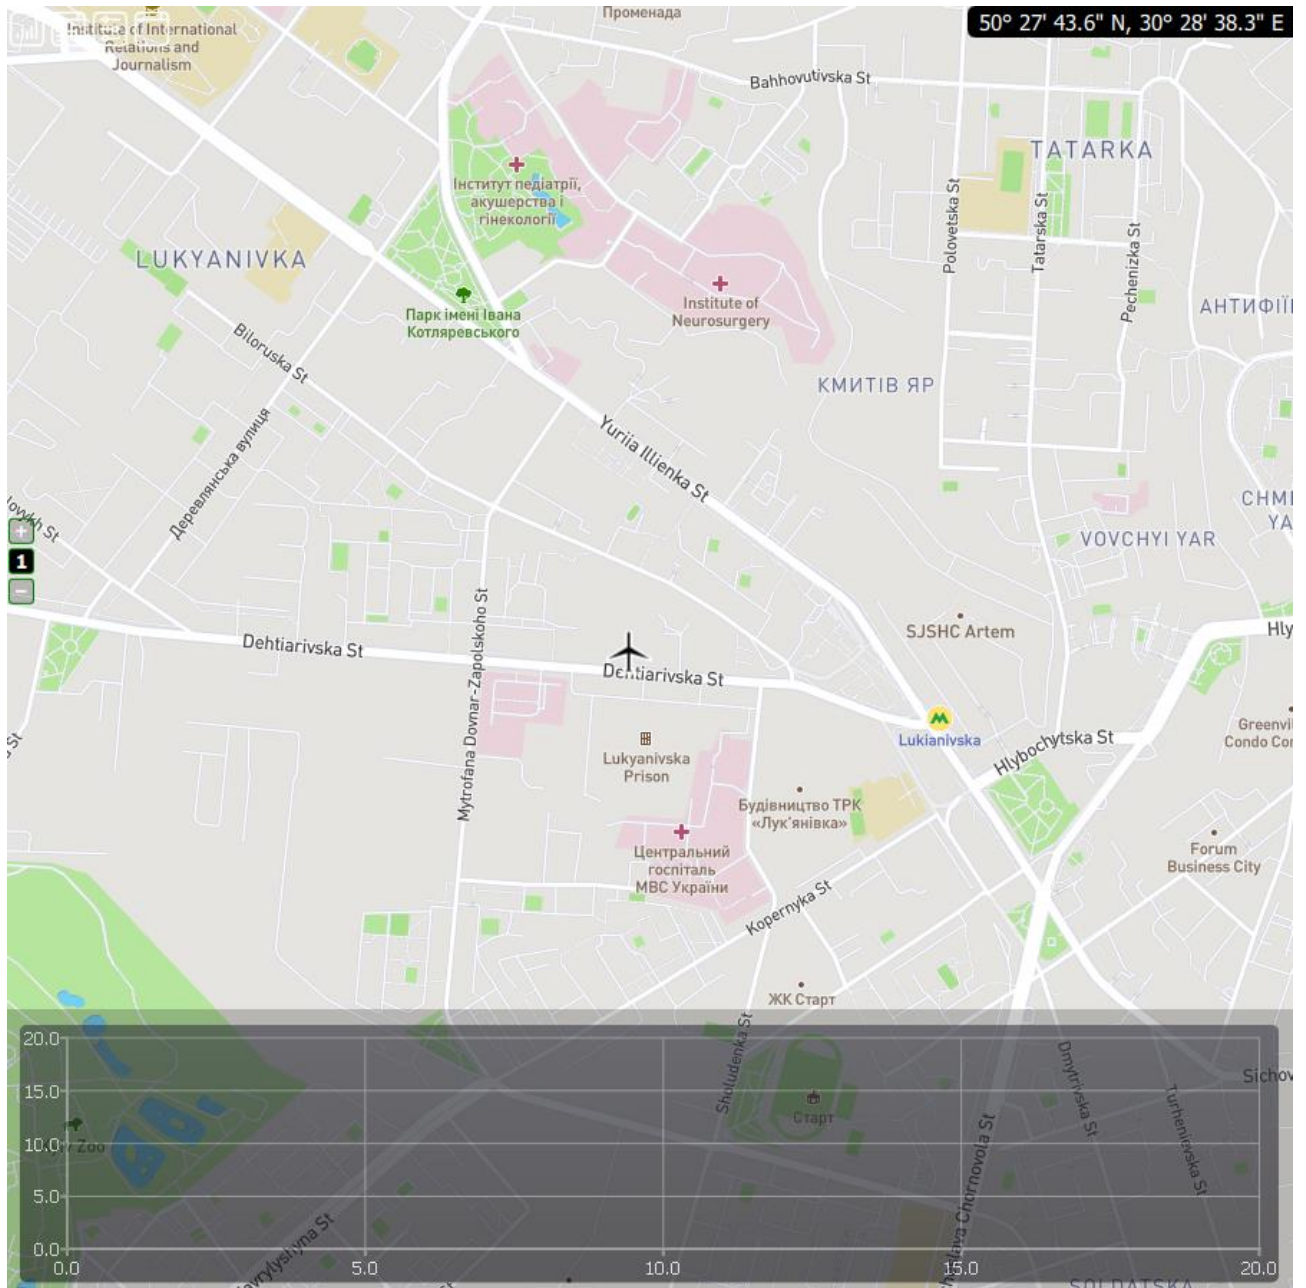 Променада
50° 27' 43.6" N, 30° 28' 38.3" E
Institute of International
Relations and
Journalism
Bahhovutivska St
TATARKA
Інститут педіатрії,
акушерства і
гінекології
Polovetska St
Tatarska St
Pechenizka St
LUKYANIVKA
Institute of
Neurosurgery
Парк імені Івана
Котляревського
Biloruska St
КМИТІВ ЯР
Деревлянська вулиця
Yuriia Illienka St
VOVCHYI YAR
1
SJSHC Artem
Dehtiarivska St
Dehtiarivska St
Mytrofana Dovnar-Zapolskoho St
Lukianivska
Hlybochytska St
Lukyanivska
Prison
Будівництво ТРК
«Лук'янівка»
Центральний
госпіталь
МВС України
Forum
Business City
Kopernyka St
ЖК Старт
Sholudenka St
Dmytrivska St
Turhenievska St
Старт
Zoo
Chornovola St
20.0
15.0
10.0
5.0
0.0
0.0
5.0
10.0
15.0
20.0